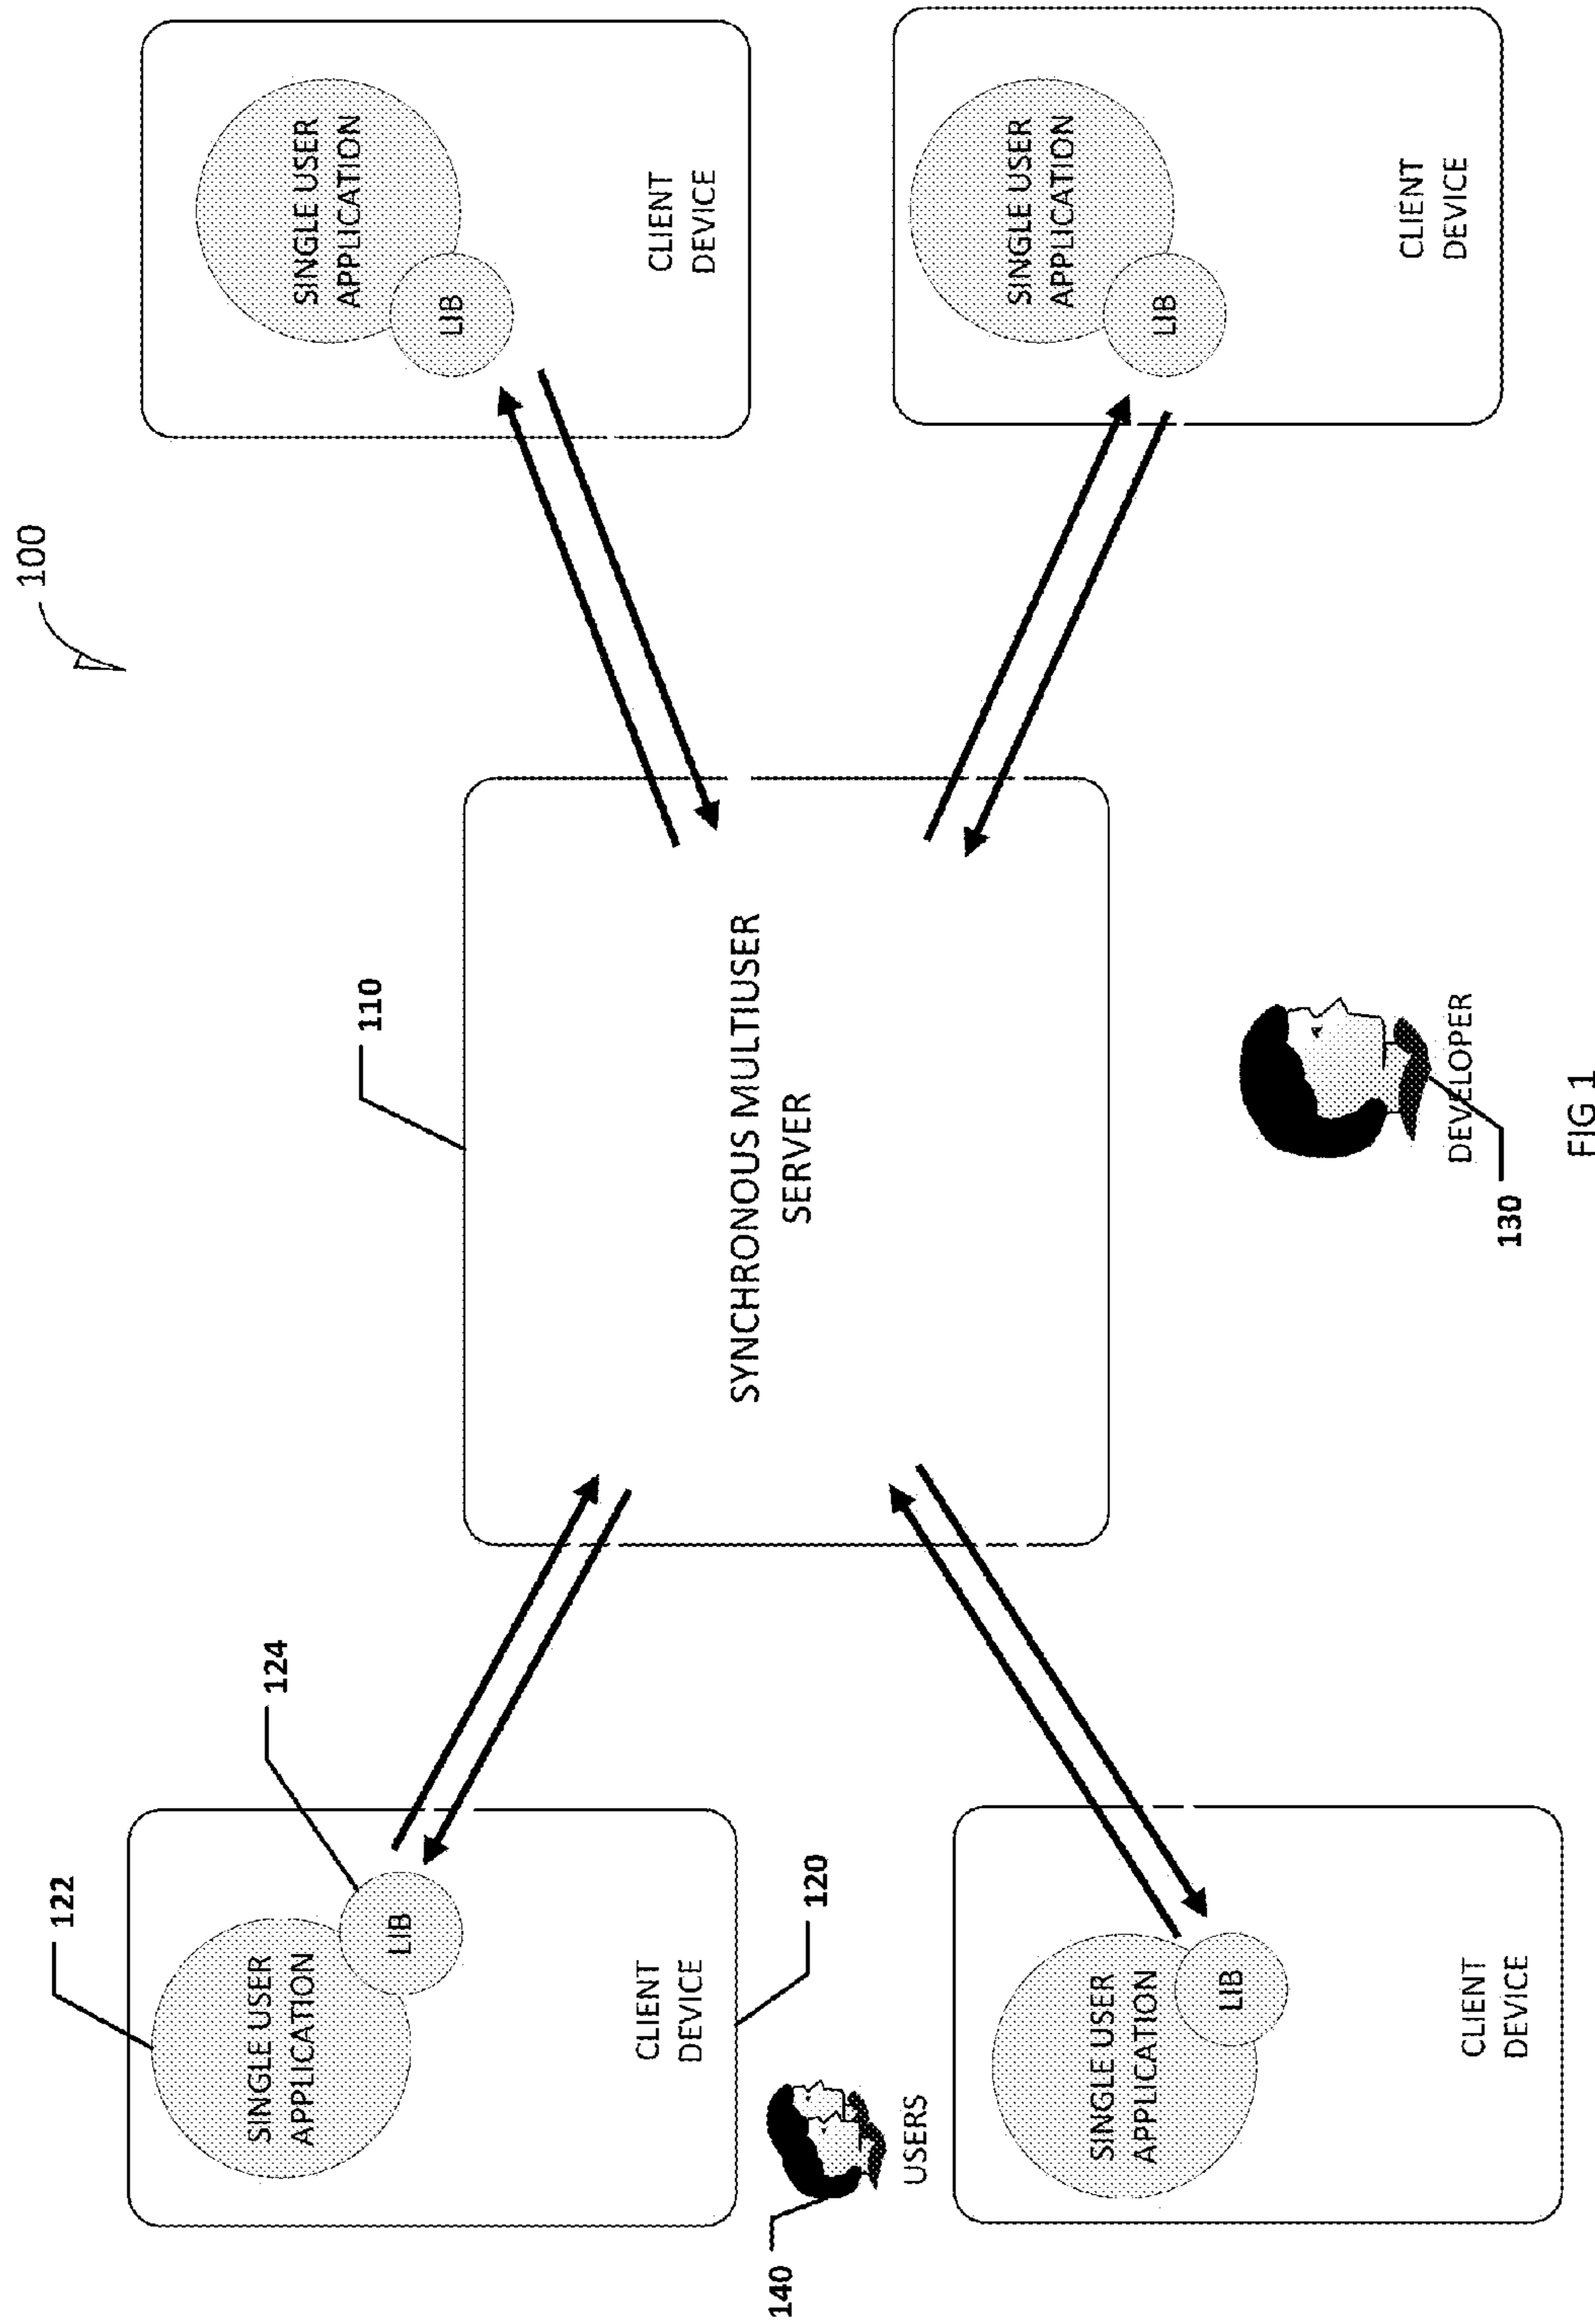 100
122
SINGLE USER
APPLICATION
LIB
124
CLIENT
DEVICE
120
110
SYNCHRONOUS MULTIUSER
SERVER
SINGLE USER
APPLICATION
LIB
CLIENT
DEVICE
140
USERS
SINGLE USER
APPLICATION
LIB
CLIENT
DEVICE
DEVELOPER
130
SINGLE USER
APPLICATION
LIB
CLIENT
DEVICE
FIG 1